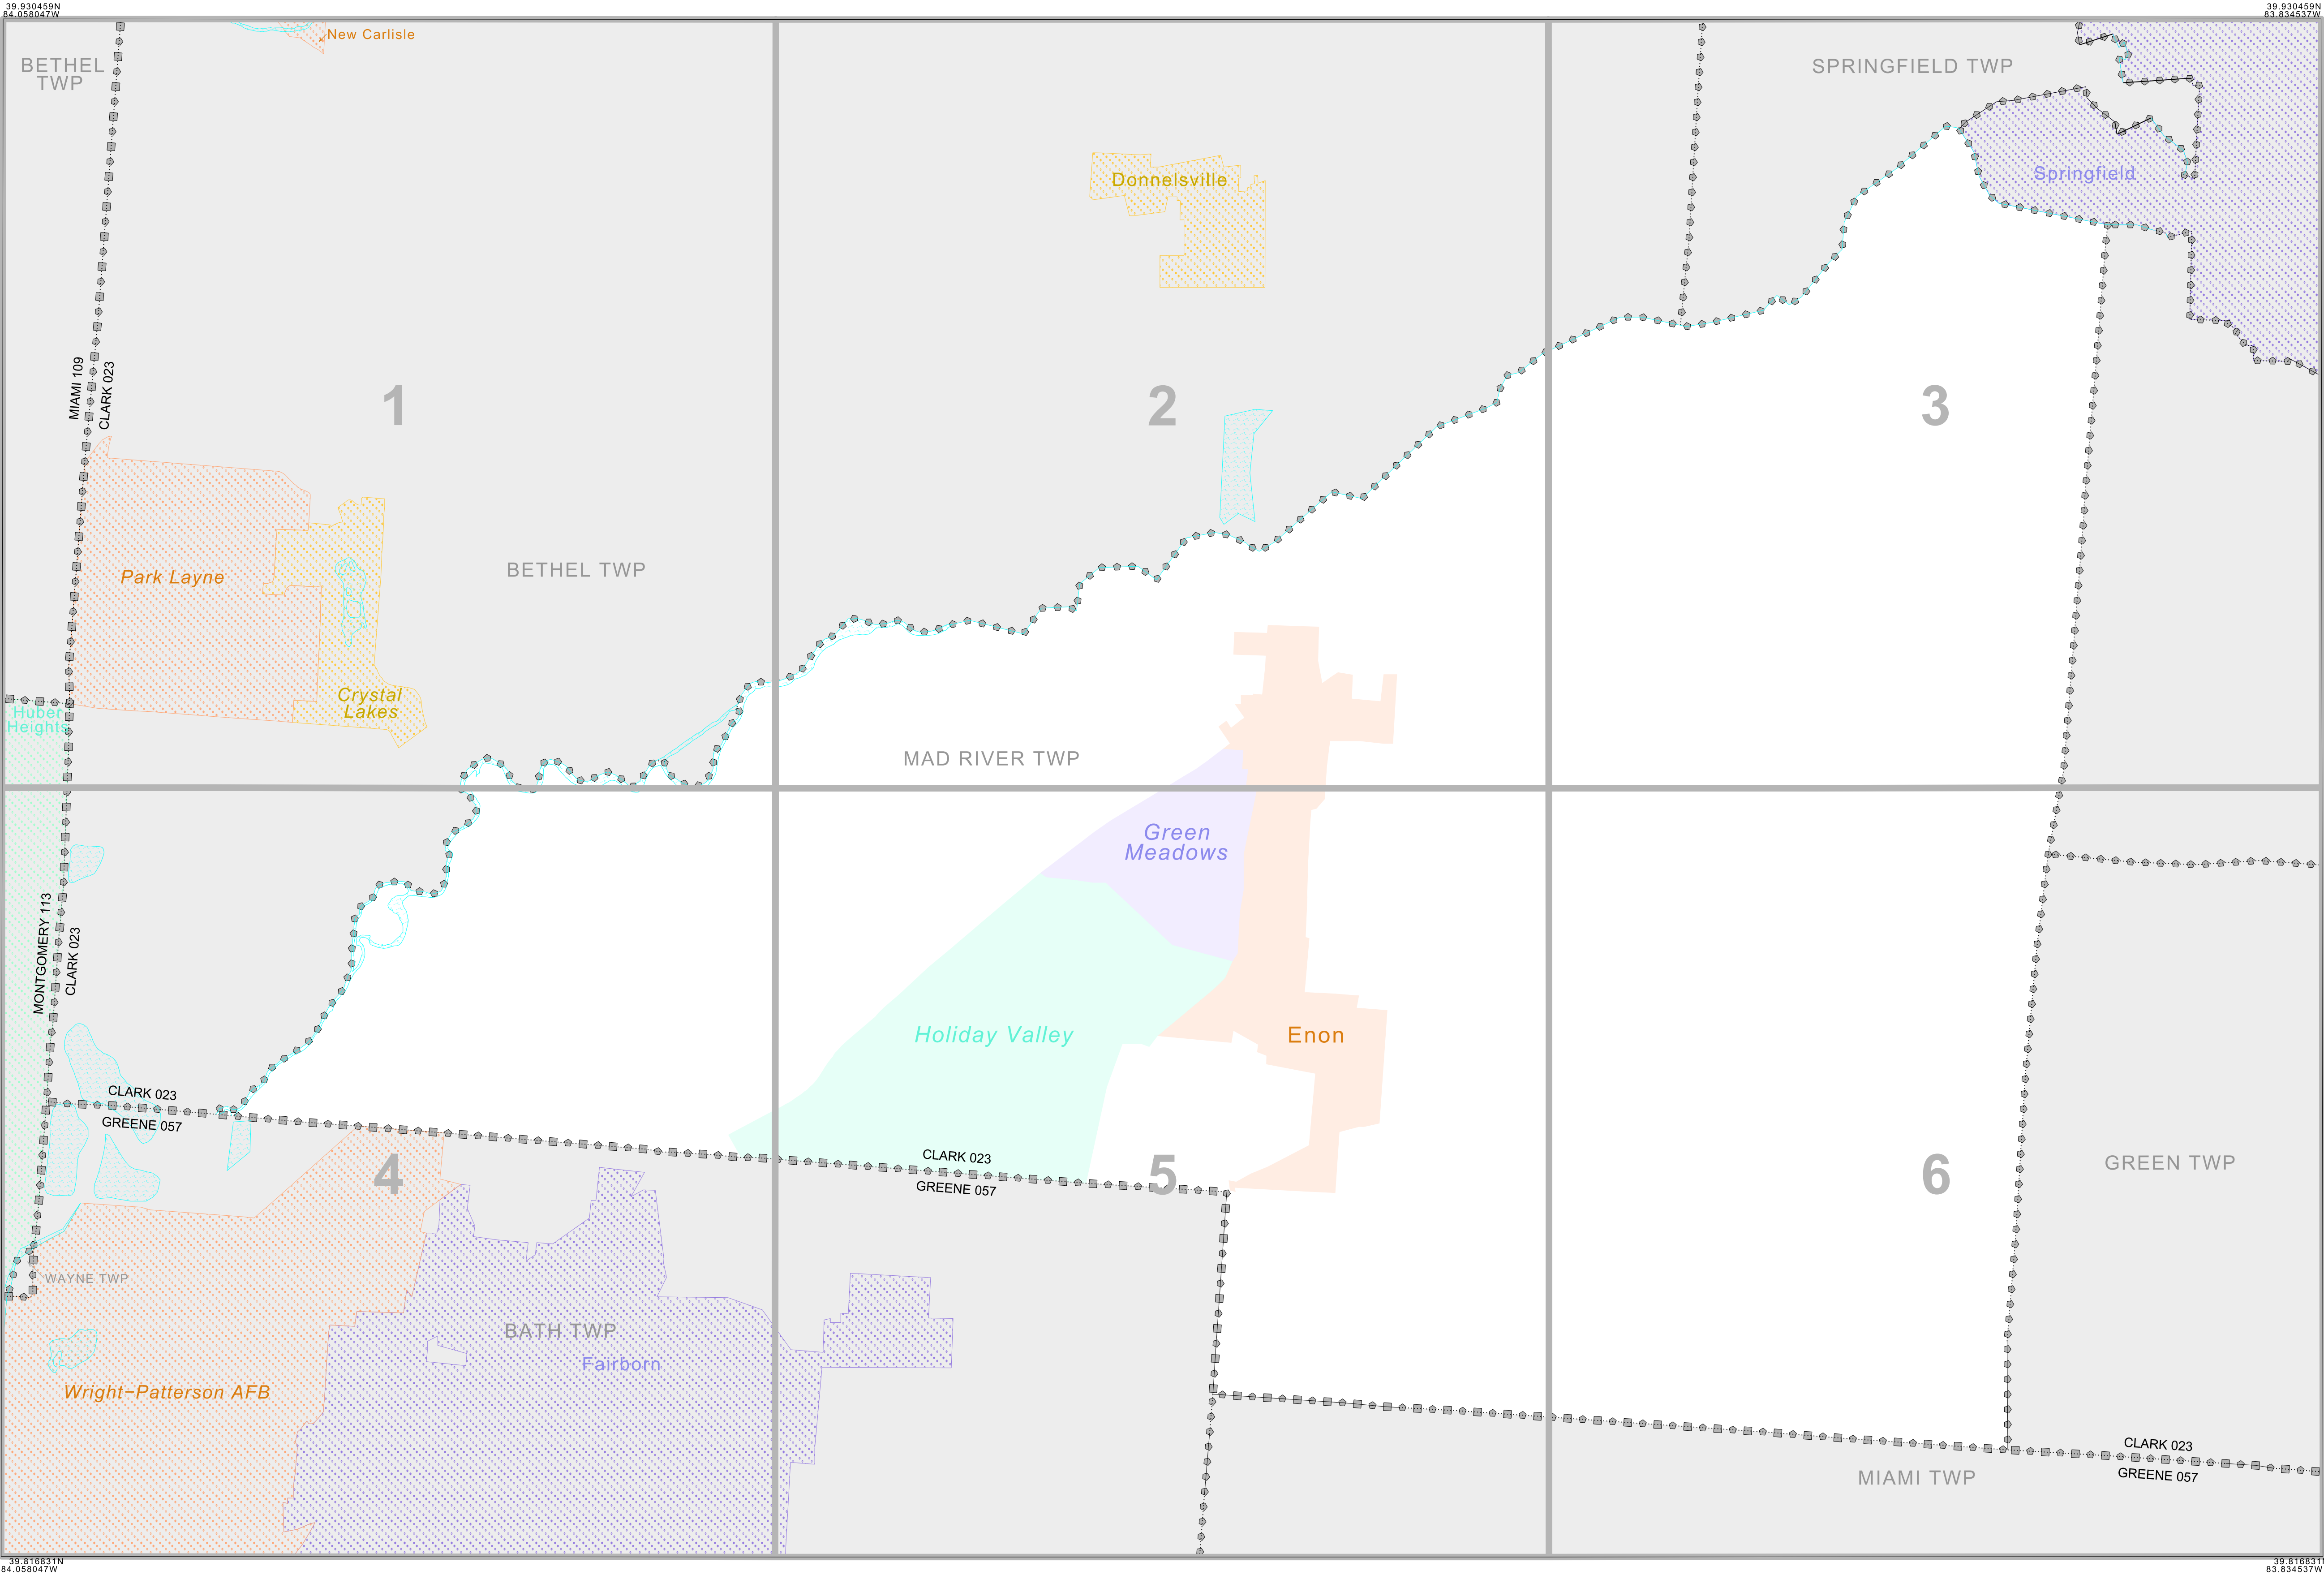 39.930459N
84.058047W
39.930459N
83.834537W
New Carlisle
BETHEL
TWP
SPRINGFIELD TWP
Donnelsville
Springfield
MIAMI 109
CLARK 023
1
2
3
BETHEL TWP
Park Layne
Crystal
Lakes
Huber
Heights
MAD RIVER TWP
Green
Meadows
MONTGOMERY 113
CLARK 023
Holiday Valley
Enon
CLARK 023
GREENE 057
CLARK 023
GREENE 057
4
5
6
GREEN TWP
WAYNE TWP
BATH TWP
Fairborn
Wright-Patterson AFB
CLARK 023
GREENE 057
MIAMI TWP
39.816831N
84.058047W
39.816831N
83.834537W